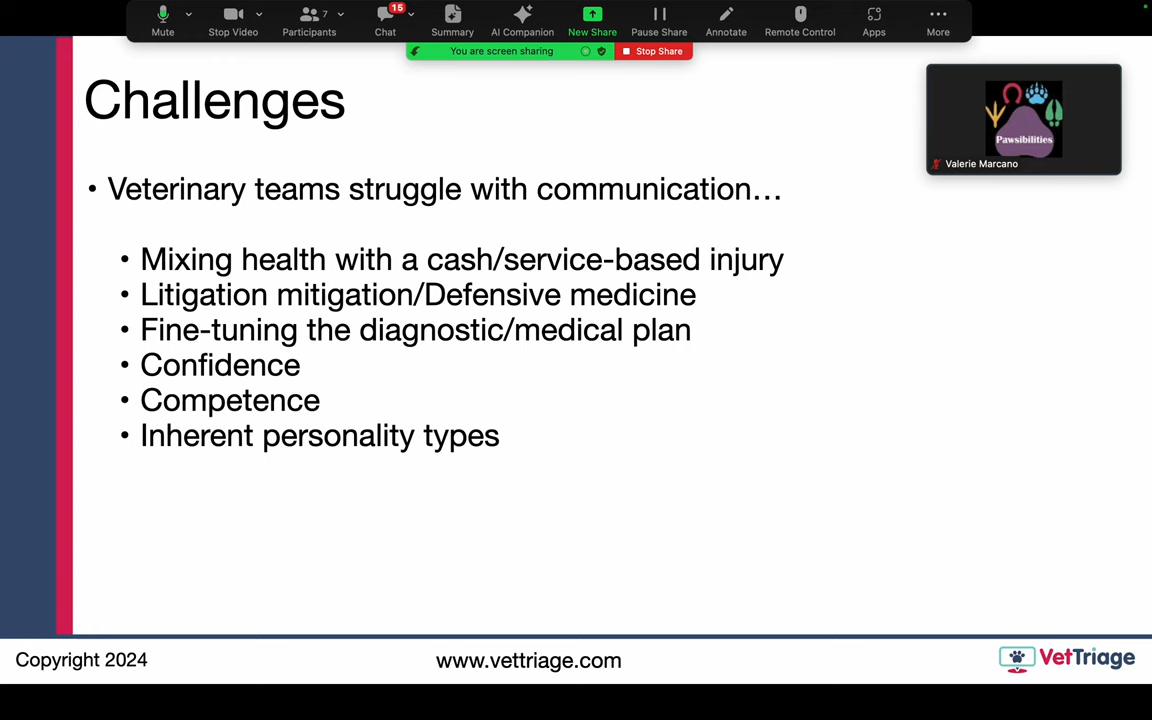 Mute
Stop Video
Participants
7
Chat
15
Summary
AI Companion
New Share
Pause Share
Annotate
Remote Control
Apps
More
You are screen sharing
Stop Share
Challenges
Pawsibilities
Valerie Marcano
• Veterinary teams struggle with communication…
• Mixing health with a cash/service-based injury
• Litigation mitigation/Defensive medicine
• Fine-tuning the diagnostic/medical plan
• Confidence
• Competence
• Inherent personality types
Copyright 2024
www.vettriage.com
VetTriage